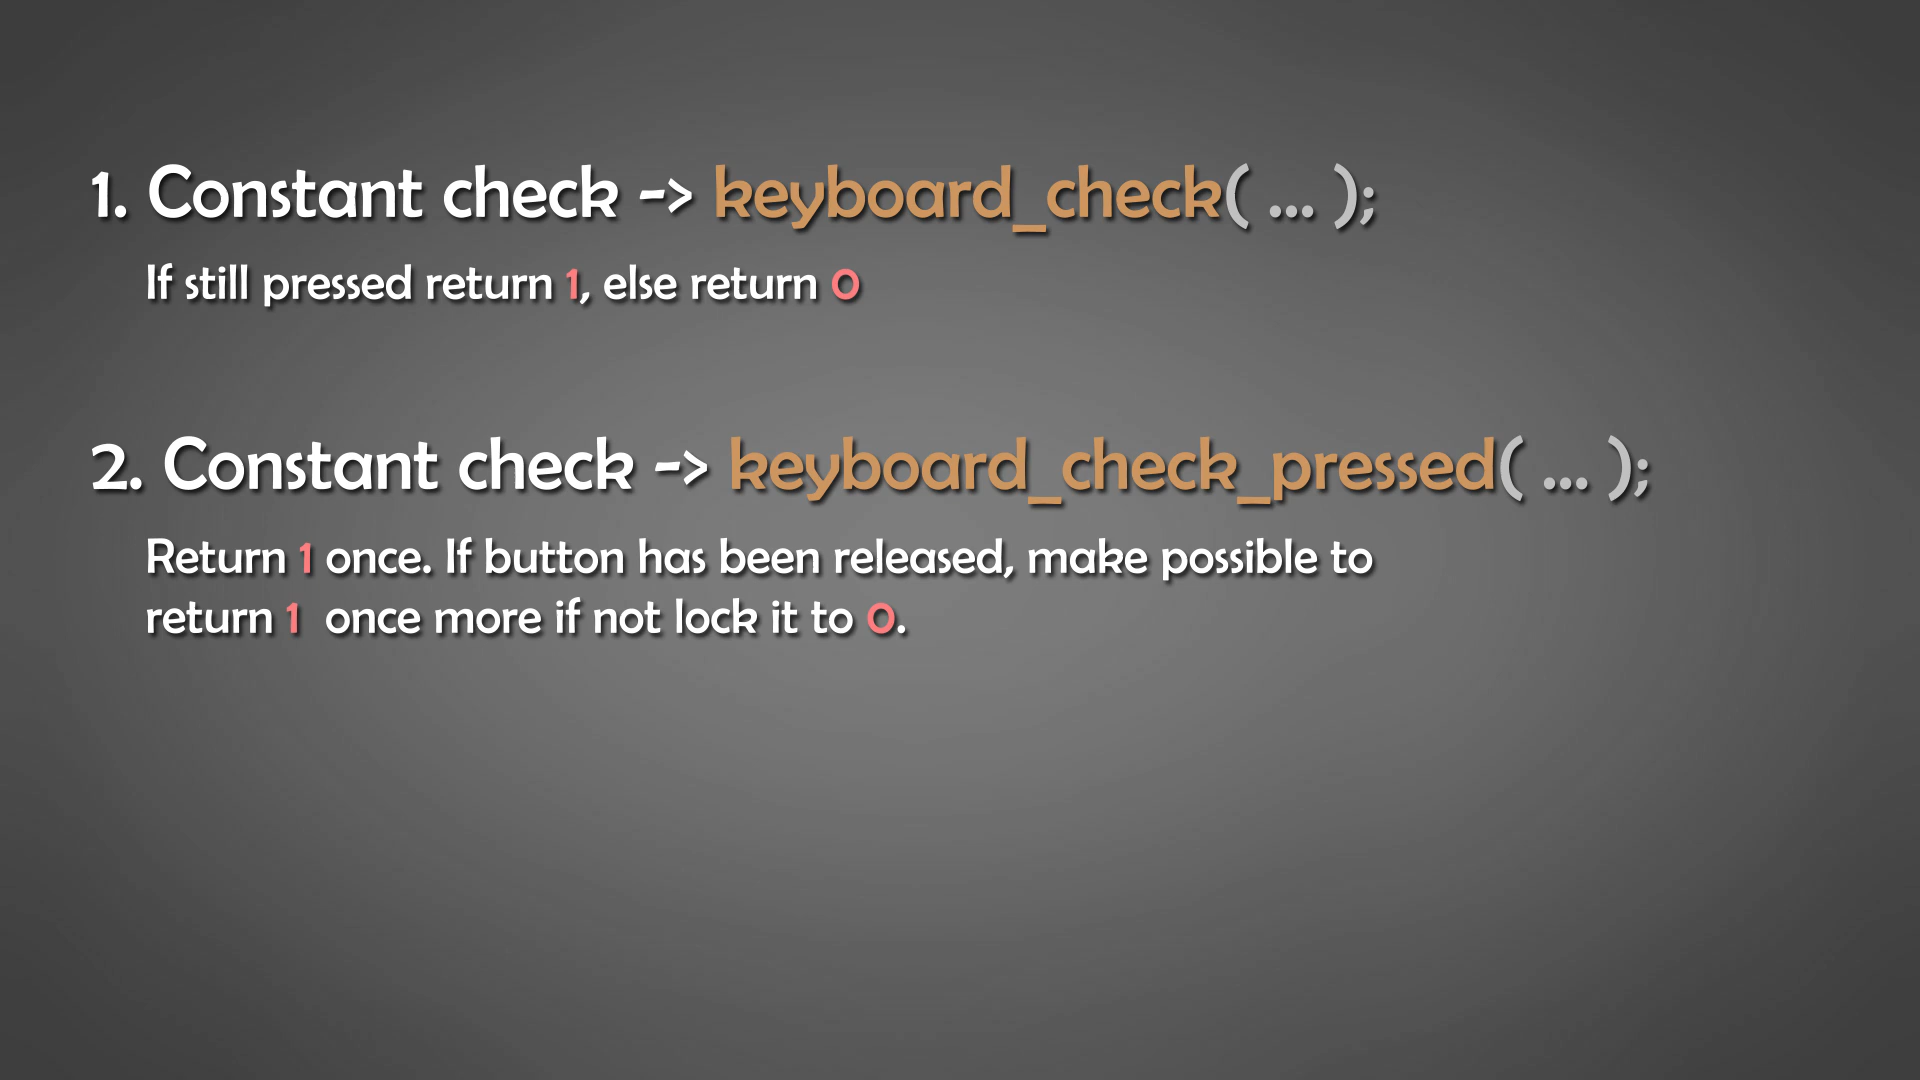 1. Constant check -> keyboard_check( ... );
If still pressed return 1, else return 0
2. Constant check -> keyboard_check_pressed( ... );
Return 1 once. If button has been released, make possible to
return 1 once more if not lock it to 0.